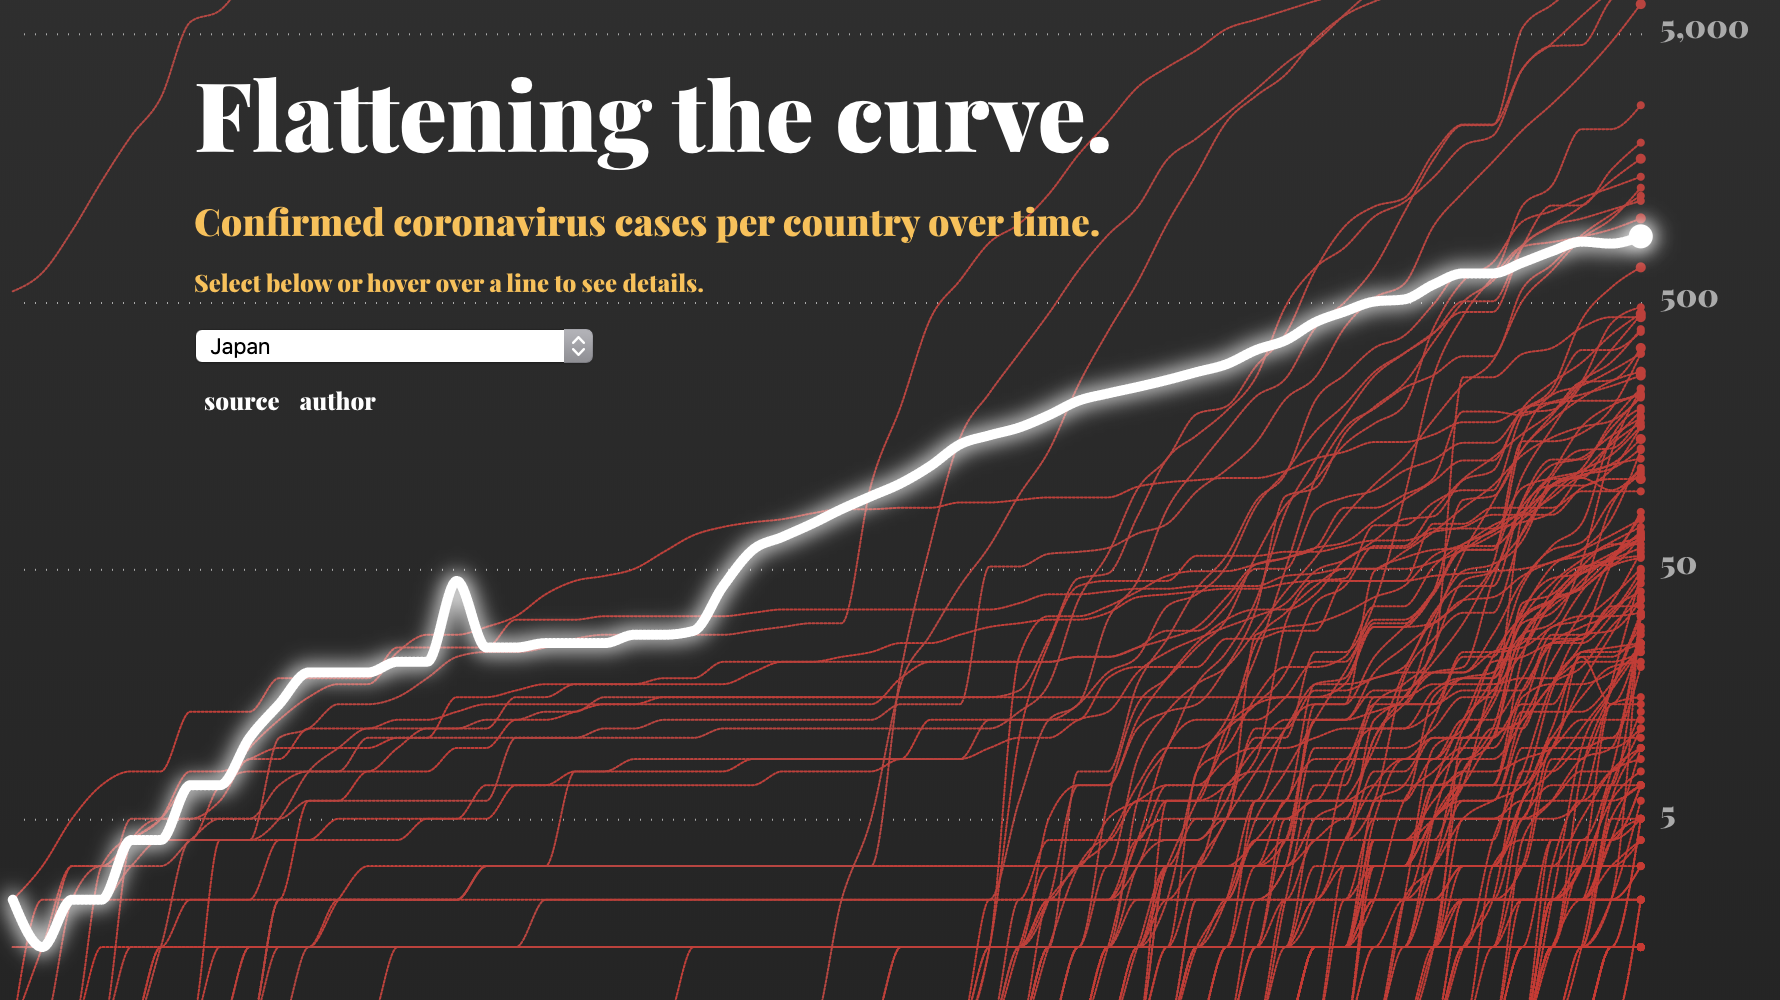 5,000
Flattening the curve.
Confirmed coronavirus cases per country over time.
Select below or hover over a line to see details.
500
Japan
source author
50
5